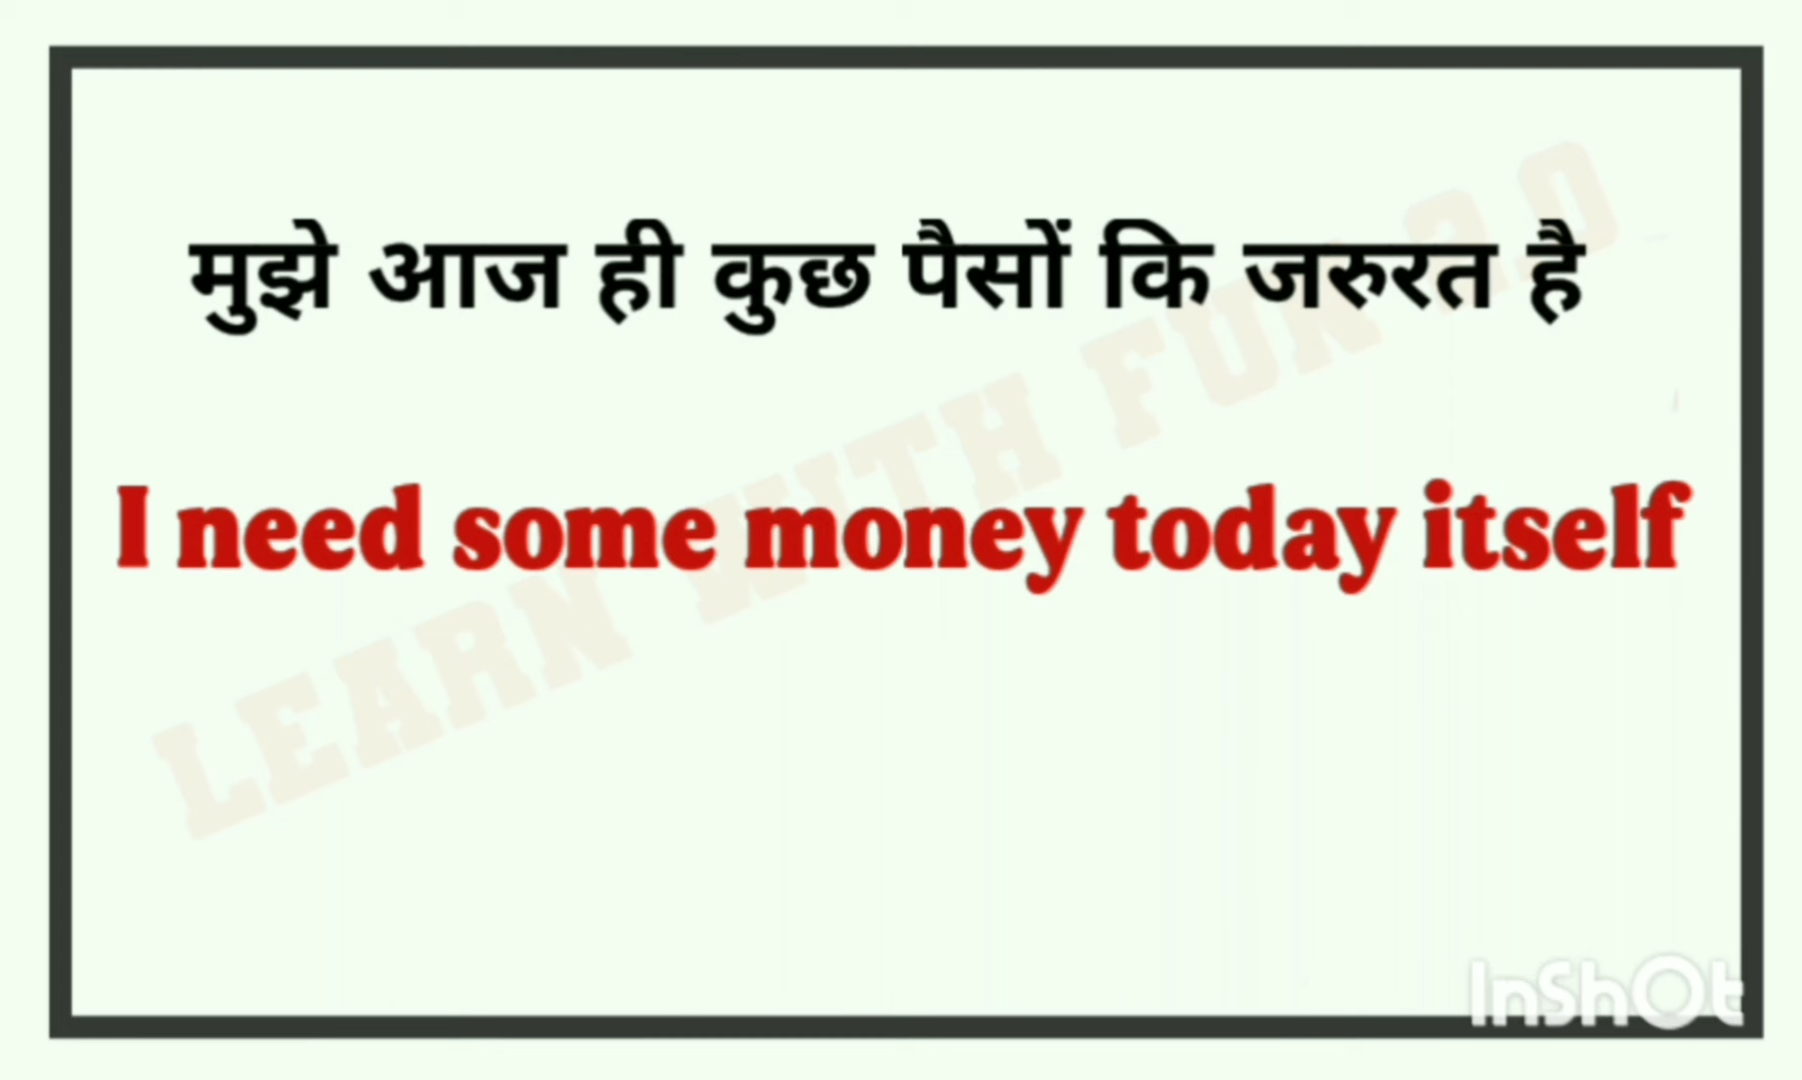 मुझे आज ही कुछ पैसों कि जरुरत है
I need some money today itself
LEARN WITH FUN 2.0
InShOt